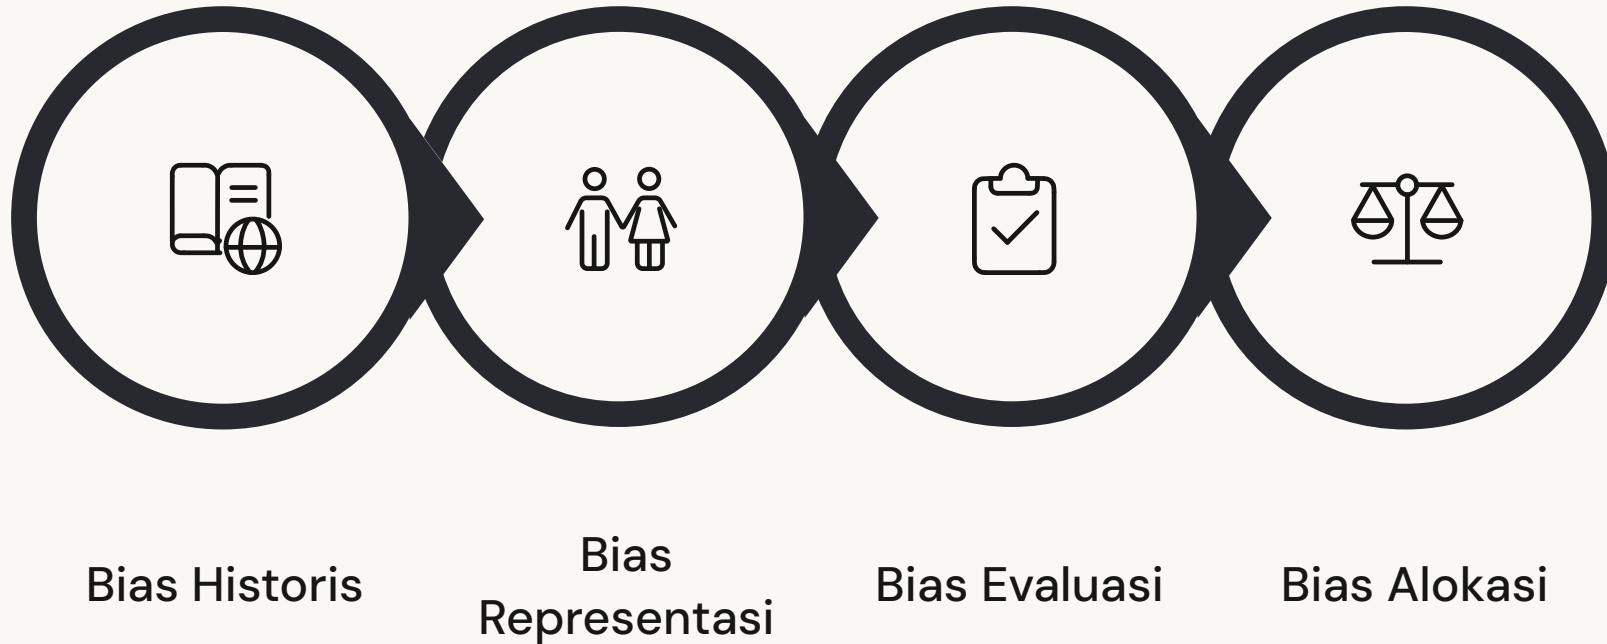 Bias Historis
Bias
Representasi
Bias Evaluasi
Bias Alokasi